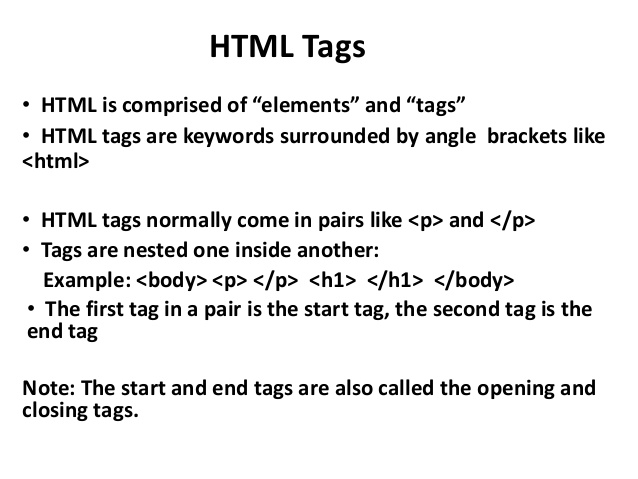 HTML Tags
• HTML is comprised of “elements” and “tags”
• HTML tags are keywords surrounded by angle brackets like
<html>
• HTML tags normally come in pairs like <p> and </p>
• Tags are nested one inside another:
Example: <body> <p> </p> <h1> </h1> </body>
• The first tag in a pair is the start tag, the second tag is the
end tag
Note: The start and end tags are also called the opening and
closing tags.